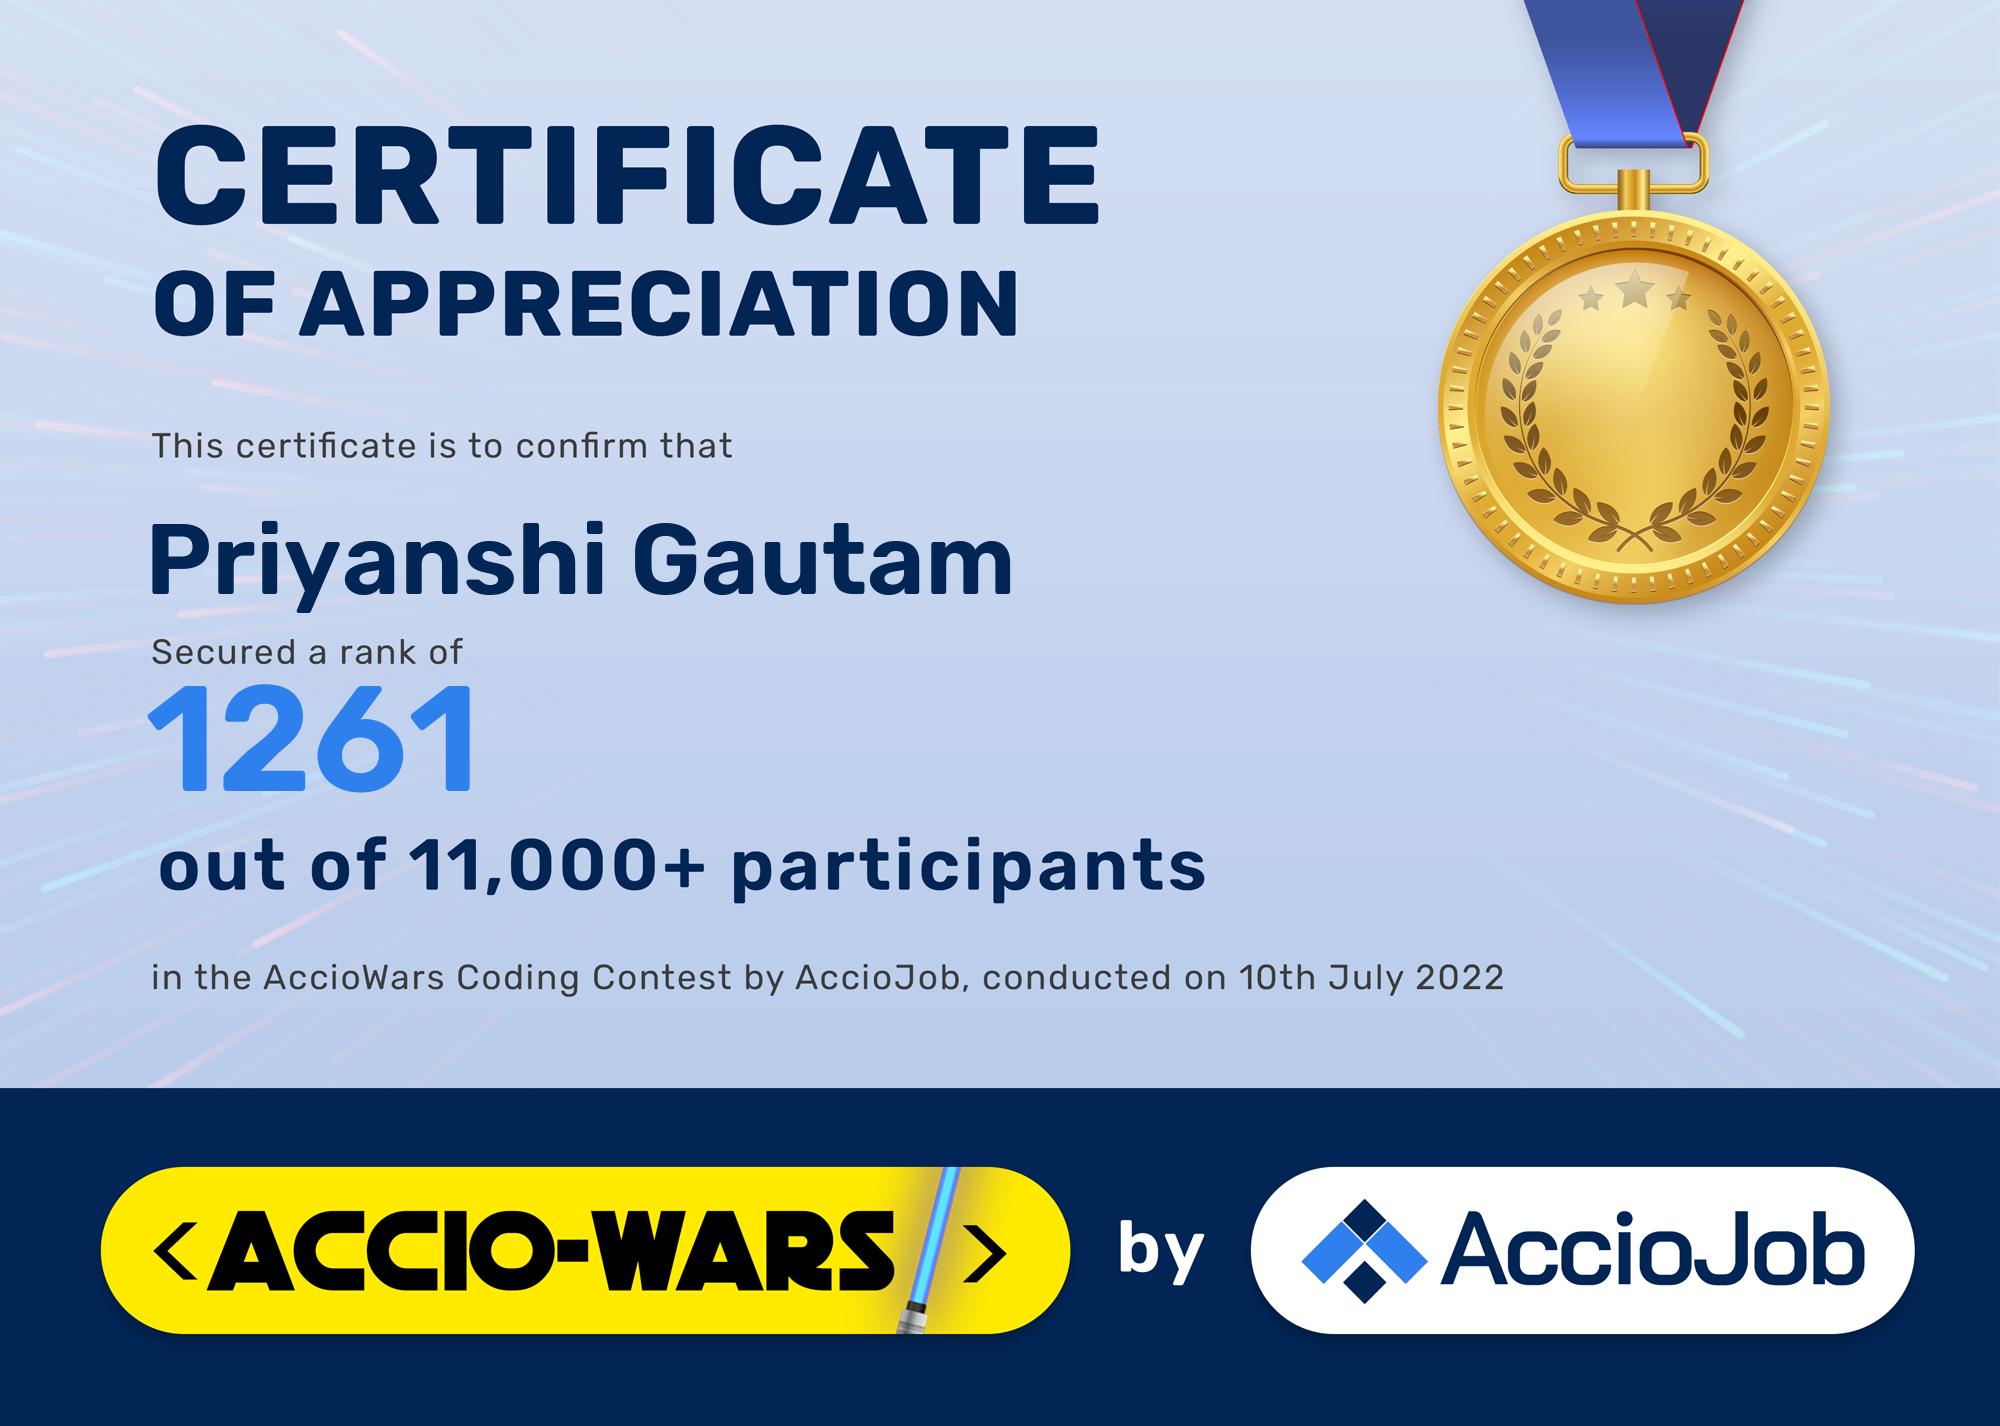 CERTIFICATE
OF APPRECIATION
This certificate is to confirm that
Priyanshi Gautam
Secured a rank of
1261
out of 11,000+ participants
in the AccioWars Coding Contest by AccioJob, conducted on 10th July 2022
<ACCIO-WARS/>
by
AccioJob